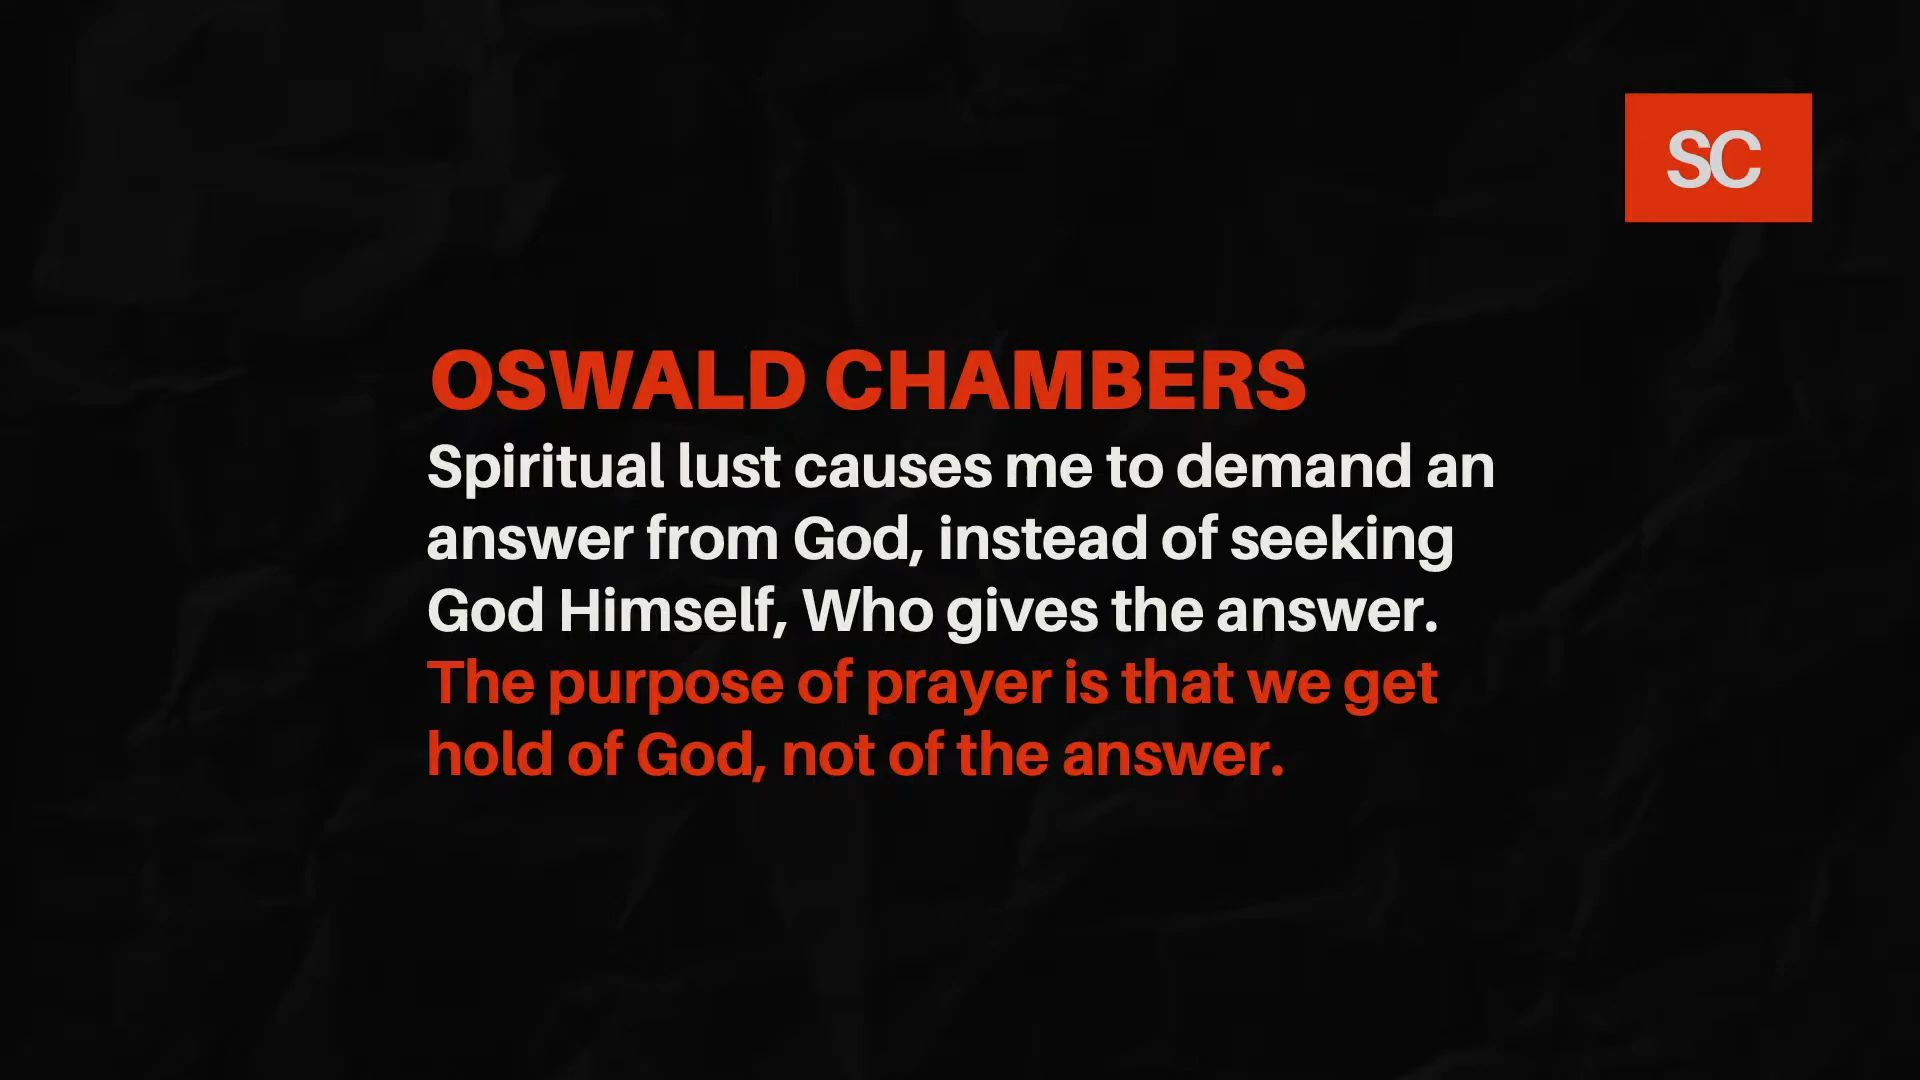 SC
OSWALD CHAMBERS
Spiritual lust causes me to demand an
answer from God, instead of seeking
God Himself, Who gives the answer.
The purpose of prayer is that we get
hold of God, not of the answer.